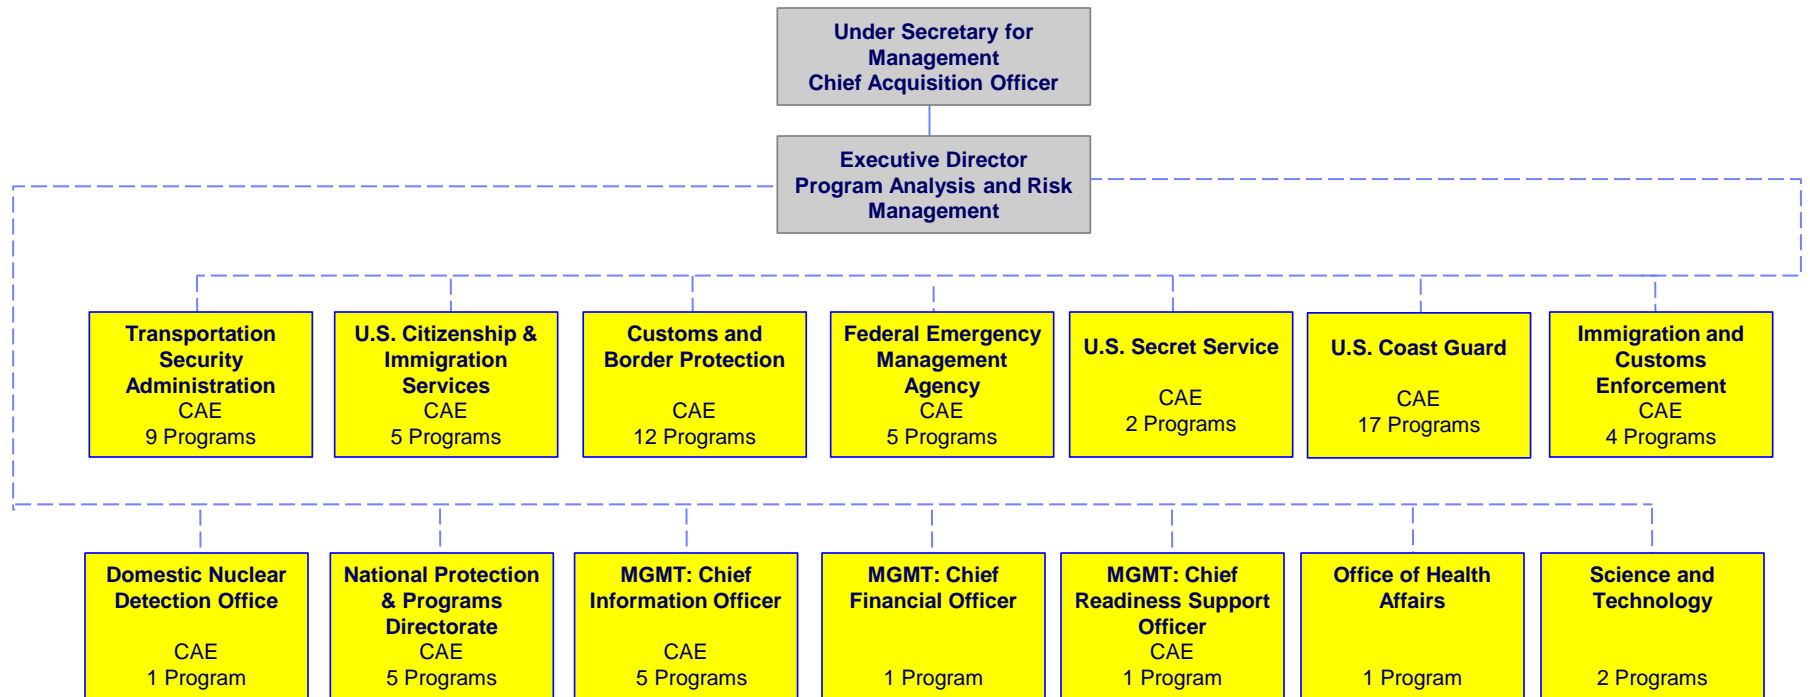 Under Secretary for
Management
Chief Acquisition Officer
Executive Director
Program Analysis and Risk
Management
Transportation
Security
Administration
CAE
9 Programs
U.S. Citizenship &
Immigration
Services
CAE
5 Programs
Customs and
Border Protection
CAE
12 Programs
Federal Emergency
Management
Agency
CAE
5 Programs
U.S. Secret Service
CAE
2 Programs
U.S. Coast Guard
CAE
17 Programs
Immigration and
Customs
Enforcement
CAE
4 Programs
Domestic Nuclear
Detection Office
CAE
1 Program
National Protection
& Programs
Directorate
CAE
5 Programs
MGMT: Chief
Information Officer
CAE
5 Programs
MGMT: Chief
Financial Officer
1 Program
MGMT: Chief
Readiness Support
Officer
CAE
1 Program
Office of Health
Affairs
1 Program
Science and
Technology
2 Programs